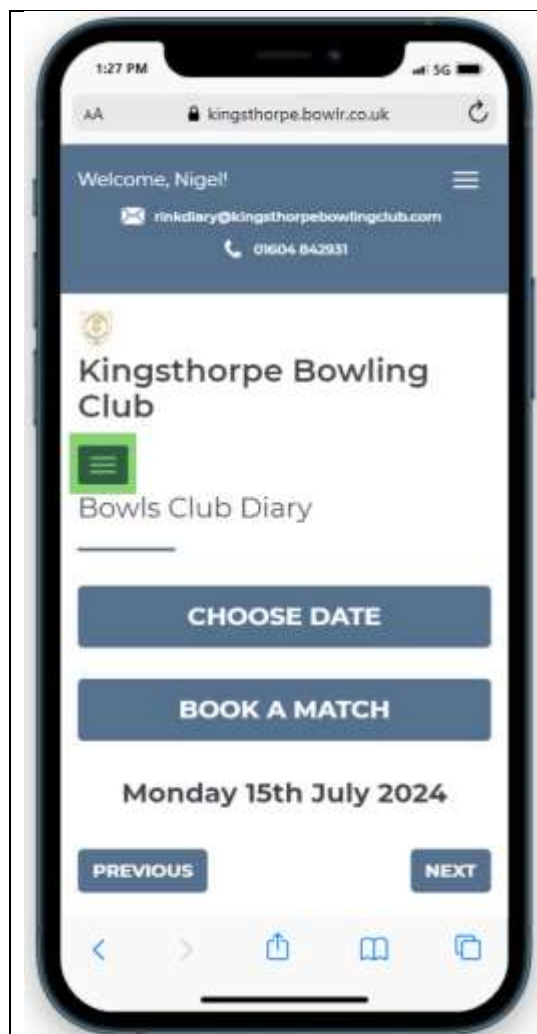 1:27 PM
5G
AA
kingsthorpe.bowlr.co.uk
Welcome, Nigel!
rinkdiary@kingsthorpebowlingclub.com
01604 842931
Kingsthorpe Bowling
Club
Bowls Club Diary
CHOOSE DATE
BOOK A MATCH
Monday 15th July 2024
PREVIOUS
NEXT